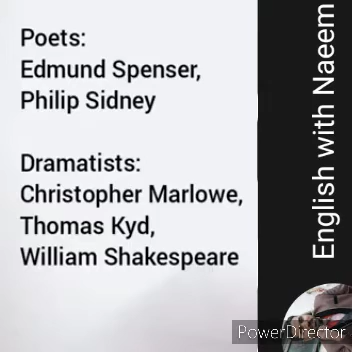 Poets:
Edmund Spenser,
Philip Sidney
Dramatists:
Christopher Marlowe,
Thomas Kyd,
William Shakespeare
English with Naeem
PowerDirector